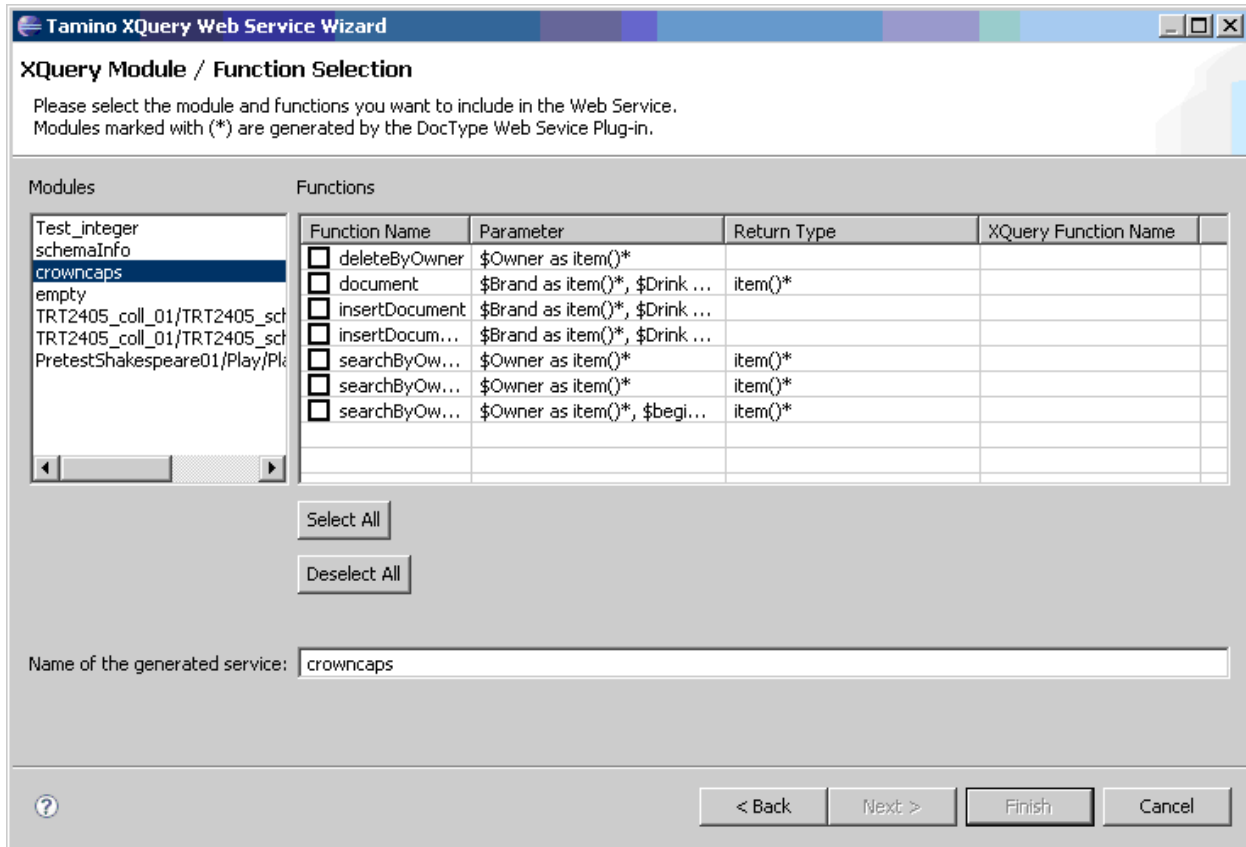 Tamino XQuery Web Service Wizard
XQuery Module / Function Selection
Please select the module and functions you want to include in the Web Service.
Modules marked with (*) are generated by the DocType Web Sevice Plug-in.
Modules
Functions
Test_integer
schemaInfo
crowncaps
empty
TRT2405_coll_01/TRT2405_sch
TRT2405_coll_01/TRT2405_sch
PretestShakespeare01/Play/Pla
Function Name Parameter Return Type XQuery Function Name
deleteByOwner $Owner as item()*
document $Brand as item()*, $Drink ... item()*
insertDocument $Brand as item()*, $Drink ...
insertDocum... $Brand as item()*, $Drink ...
searchByOw... $Owner as item()* item()*
searchByOw... $Owner as item()* item()*
searchByOw... $Owner as item()*, $begi... item()*
Select All
Deselect All
Name of the generated service: crowncaps
? < Back Next > Finish Cancel